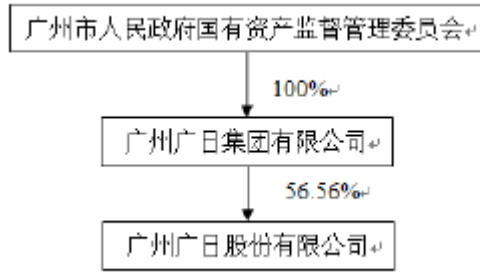 广州市人民政府国有资产监督管理委员会
100%
广州广日集团有限公司
56.56%
广州广日股份有限公司